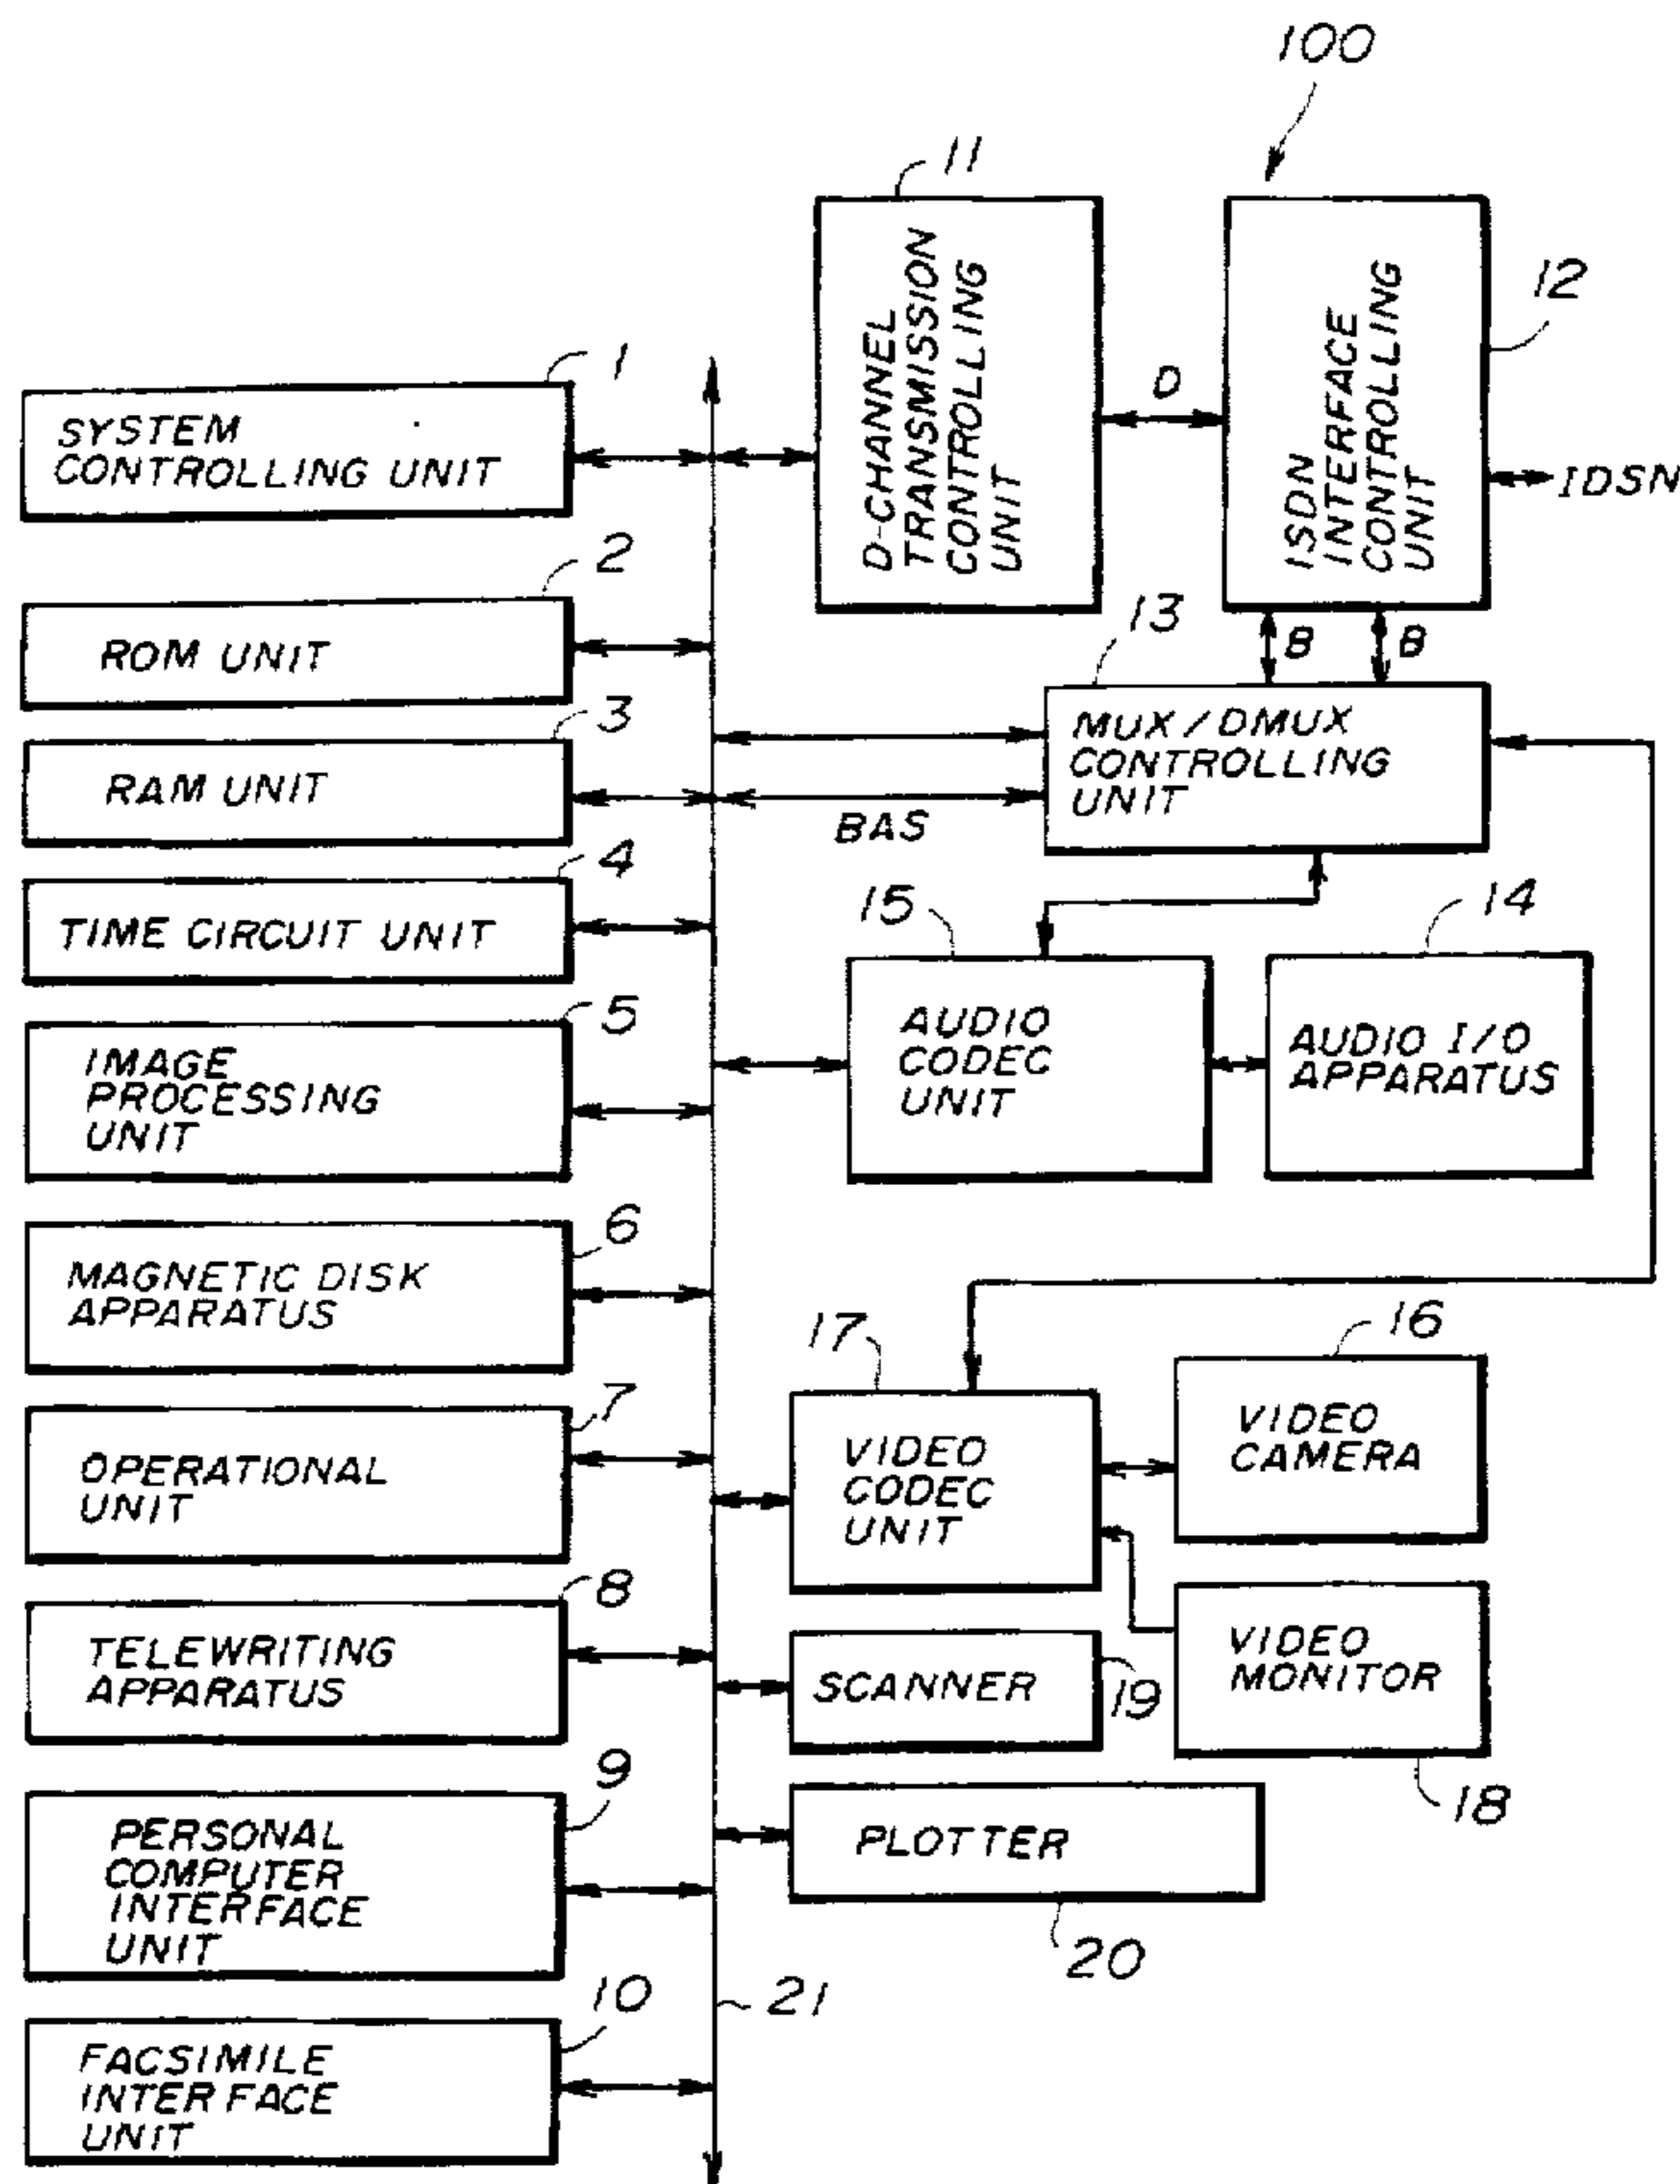 100
11
D-CHANNEL
TRANSMISSION
CONTROLLING
UNIT
D
ISDN
INTERFACE
CONTROLLING
UNIT
12
IDSN
1
SYSTEM
CONTROLLING UNIT
2
ROM UNIT
3
RAM UNIT
4
TIME CIRCUIT UNIT
5
IMAGE
PROCESSING
UNIT
6
MAGNETIC DISK
APPARATUS
7
OPERATIONAL
UNIT
8
TELEWRITING
APPARATUS
9
PERSONAL
COMPUTER
INTERFACE
UNIT
10
FACSIMILE
INTERFACE
UNIT
21
B
B
13
MUX/DMUX
CONTROLLING
UNIT
BAS
15
AUDIO
CODEC
UNIT
14
AUDIO I/O
APPARATUS
17
VIDEO
CODEC
UNIT
16
VIDEO
CAMERA
VIDEO
MONITOR
18
SCANNER
19
PLOTTER
20